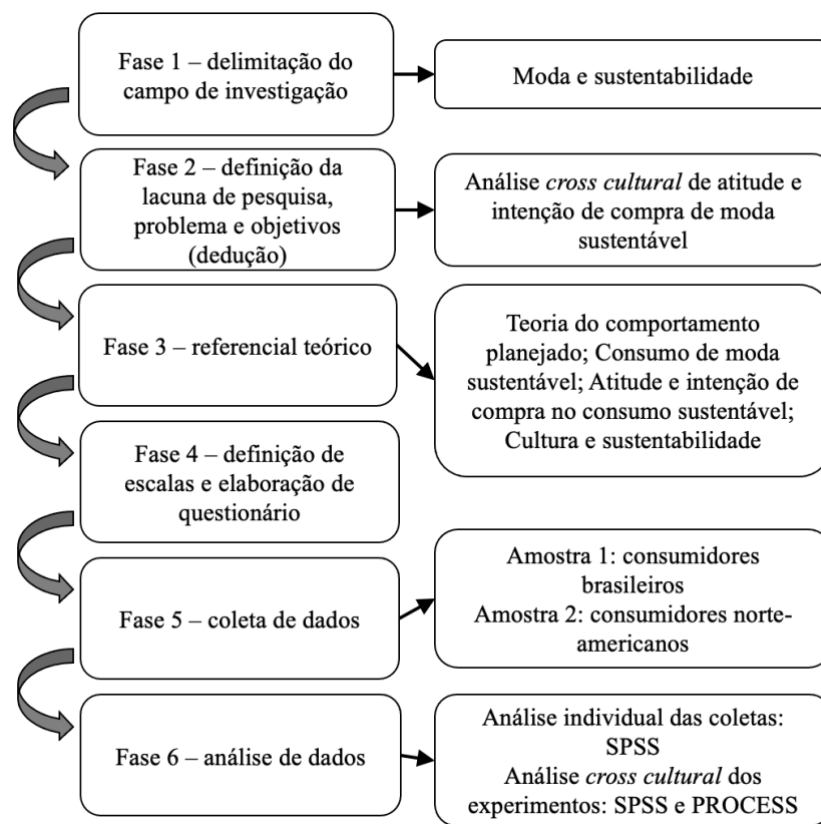 Fase 1 – delimitação do
campo de investigação
Moda e sustentabilidade
Fase 2 – definição da
lacuna de pesquisa,
problema e objetivos
(dedução)
Análise cross cultural de atitude e
intenção de compra de moda
sustentável
Fase 3 – referencial teórico
Teoria do comportamento
planejado; Consumo de moda
sustentável; Atitude e intenção de
compra no consumo sustentável;
Cultura e sustentabilidade
Fase 4 – definição de
escalas e elaboração de
questionário
Fase 5 – coleta de dados
Amostra 1: consumidores
brasileiros
Amostra 2: consumidores norte-
americanos
Fase 6 – análise de dados
Análise individual das coletas:
SPSS
Análise cross cultural dos
experimentos: SPSS e PROCESS